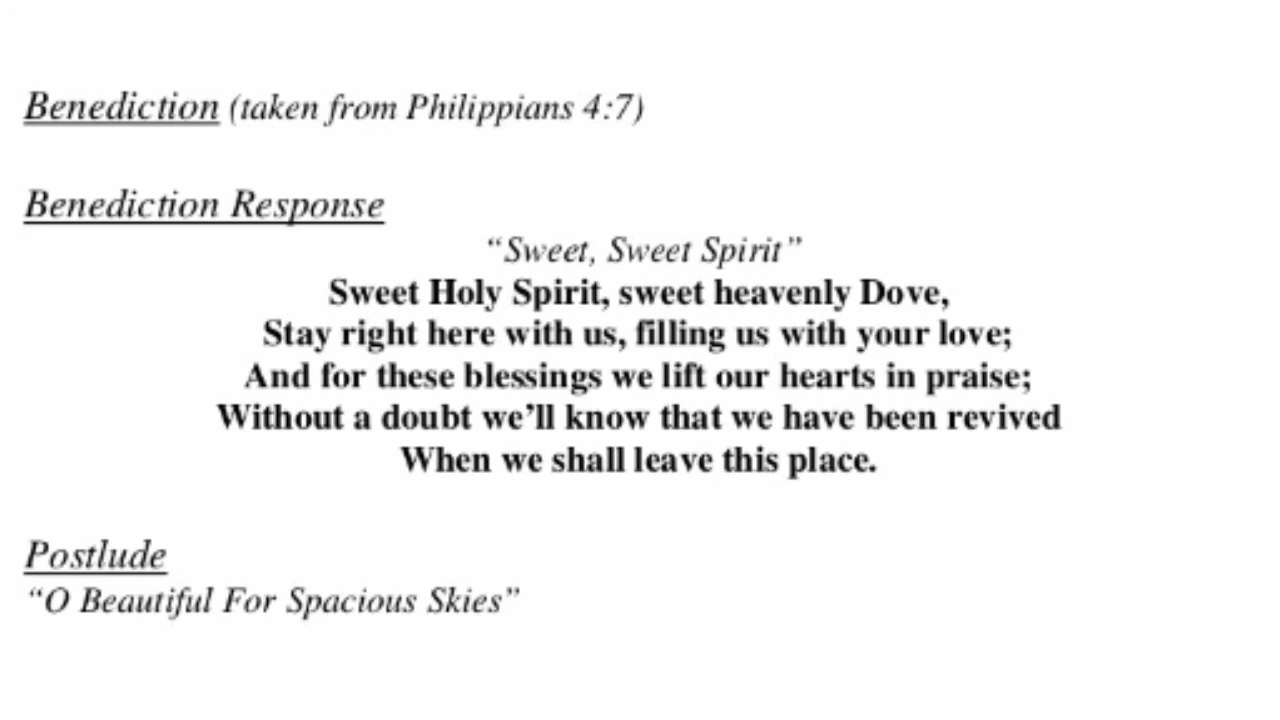 Benediction (taken from Philippians 4:7)
Benediction Response
“Sweet, Sweet Spirit”
Sweet Holy Spirit, sweet heavenly Dove,
Stay right here with us, filling us with your love;
And for these blessings we lift our hearts in praise;
Without a doubt we’ll know that we have been revived
When we shall leave this place.
Postlude
“O Beautiful For Spacious Skies”